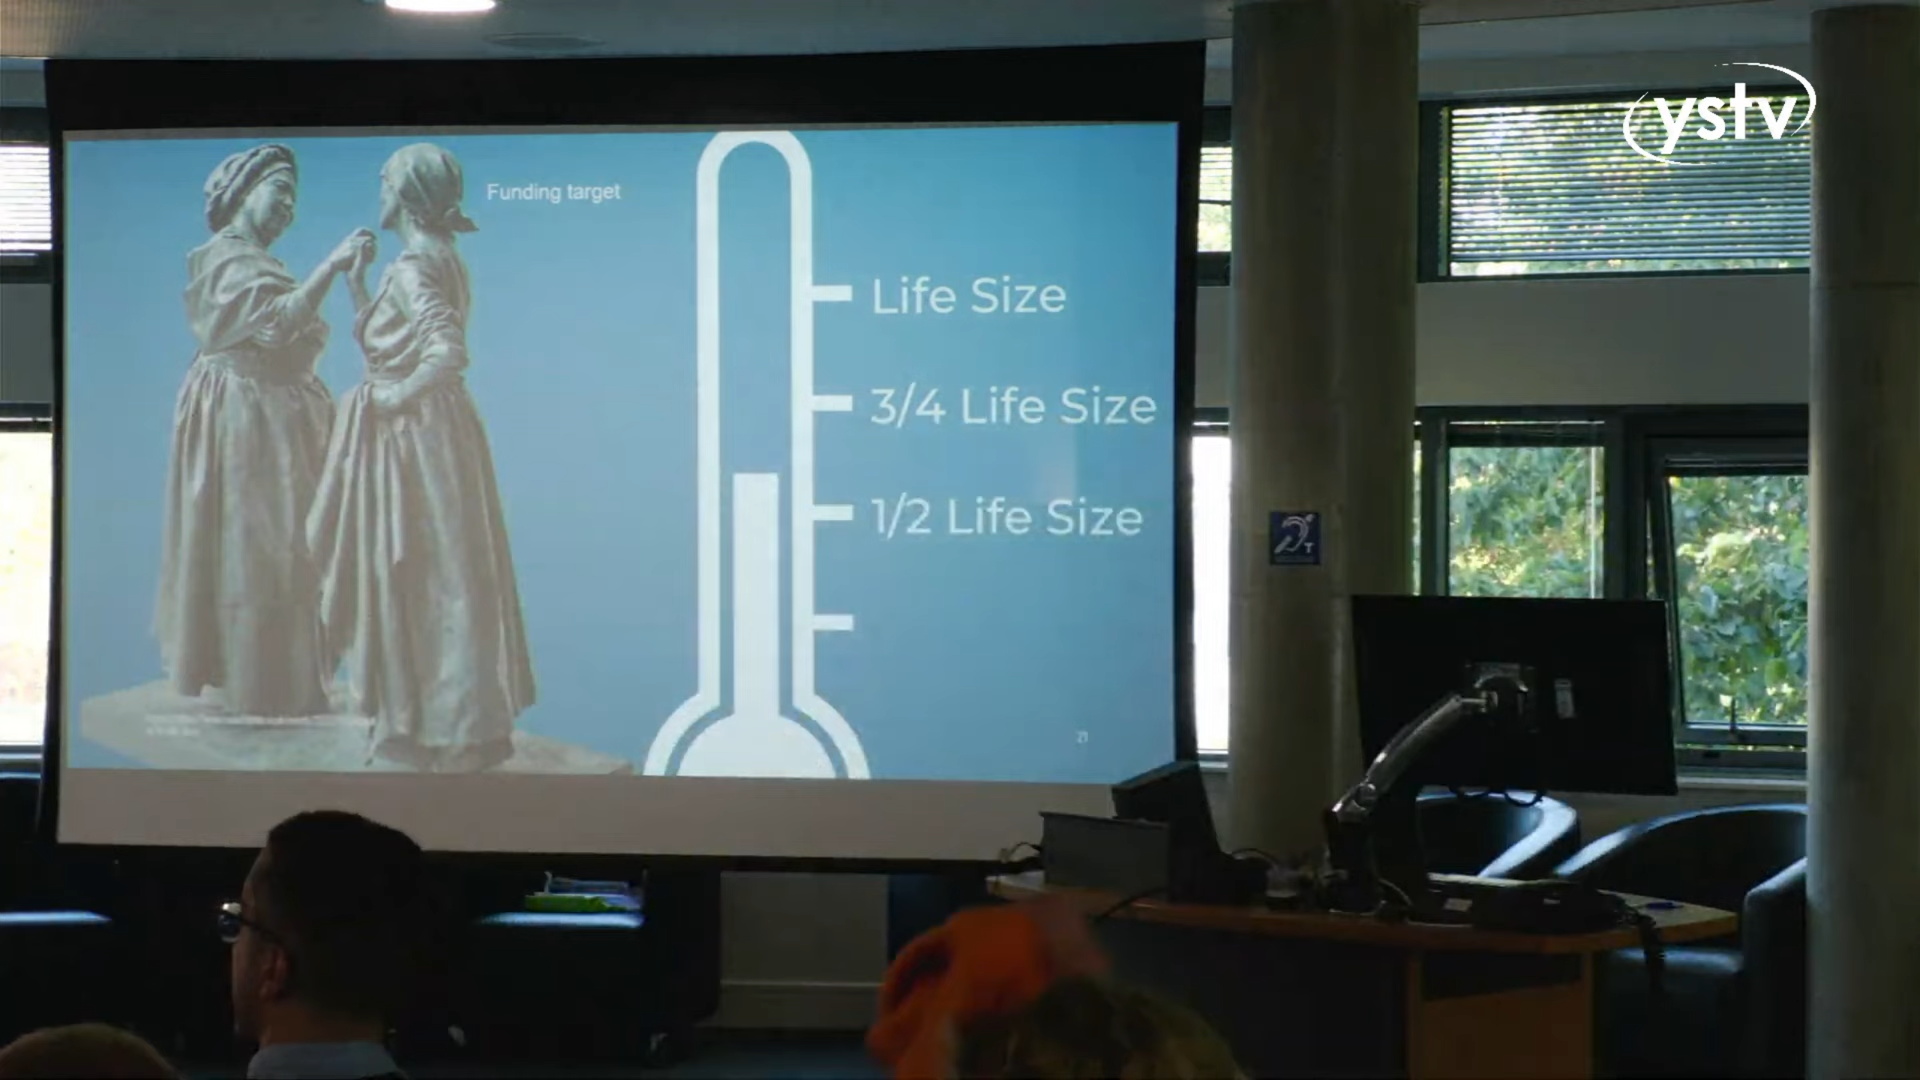 ystv
Funding target
Life Size
3/4 Life Size
1/2 Life Size
21
T